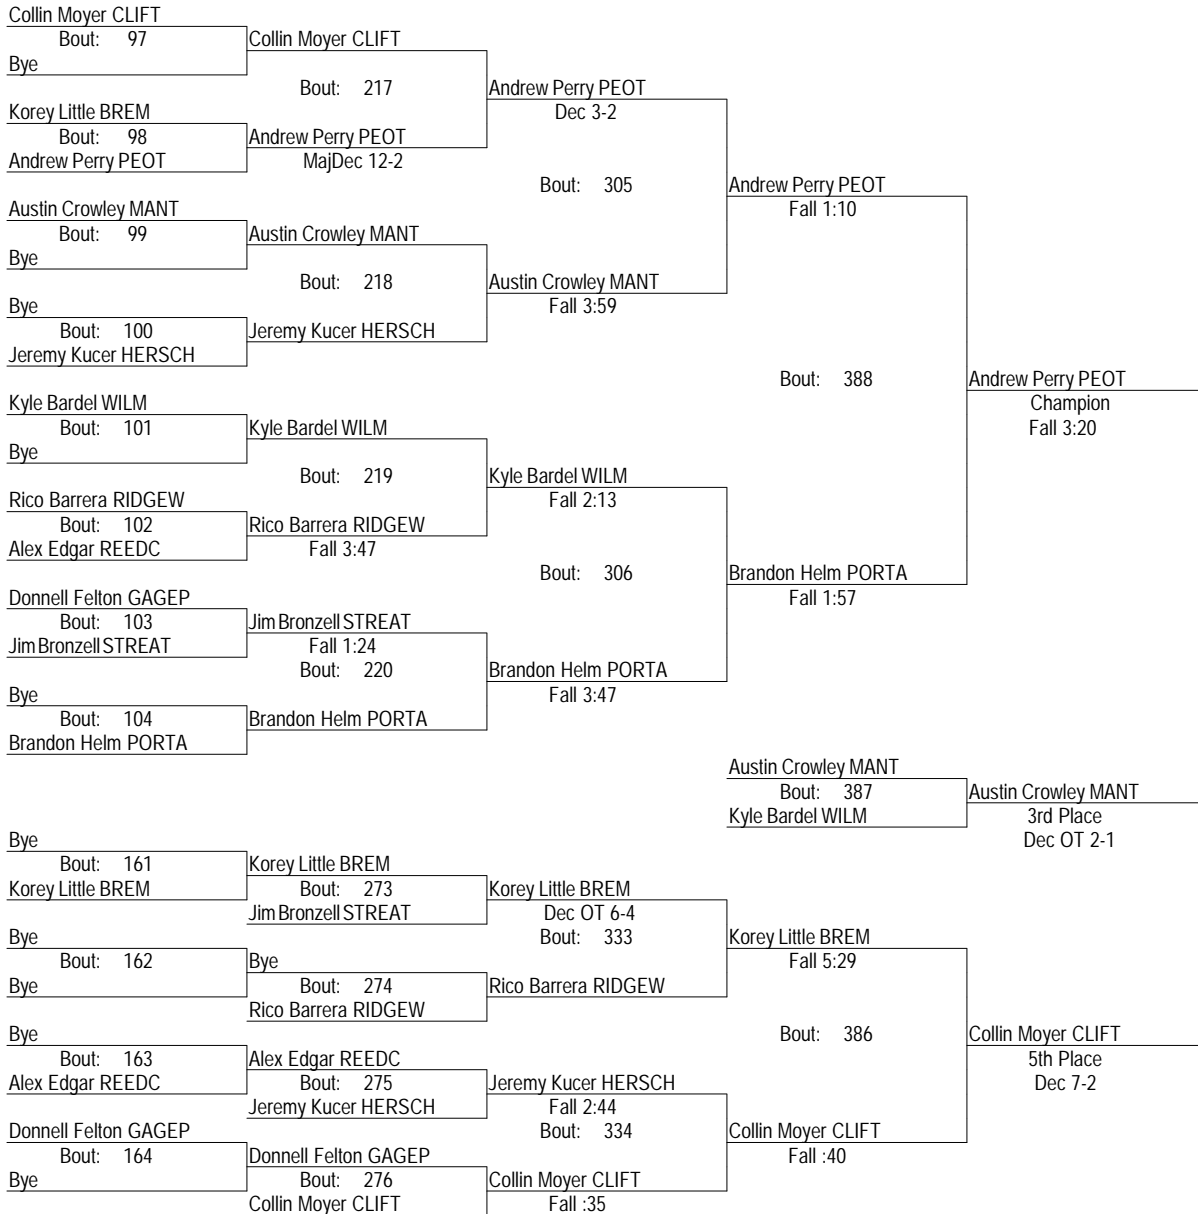 Collin Moyer CLIFT
Bout: 97
Collin Moyer CLIFT
Bye
Bout: 217
Andrew Perry PEOT
Korey Little BREM
Dec 3-2
Bout: 98
Andrew Perry PEOT
Andrew Perry PEOT
MajDec 12-2
Bout: 305
Andrew Perry PEOT
Austin Crowley MANT
Fall 1:10
Bout: 99
Austin Crowley MANT
Bye
Bout: 218
Austin Crowley MANT
Bye
Fall 3:59
Bout: 100
Jeremy Kucer HERSCH
Jeremy Kucer HERSCH
Bout: 388
Andrew Perry PEOT
Kyle Bardel WILM
Champion
Bout: 101
Kyle Bardel WILM
Fall 3:20
Bye
Bout: 219
Kyle Bardel WILM
Rico Barrera RIDGEW
Fall 2:13
Bout: 102
Rico Barrera RIDGEW
Alex Edgar REEDC
Fall 3:47
Bout: 306
Brandon Helm PORTA
Donnell Felton GAGEP
Fall 1:57
Bout: 103
Jim Bronzell STREAT
Jim Bronzell STREAT
Fall 1:24
Bout: 220
Brandon Helm PORTA
Bye
Fall 3:47
Bout: 104
Brandon Helm PORTA
Brandon Helm PORTA
Austin Crowley MANT
Bout: 387
Austin Crowley MANT
Kyle Bardel WILM
3rd Place
Dec OT 2-1
Bye
Bout: 161
Korey Little BREM
Korey Little BREM
Bout: 273
Korey Little BREM
Jim Bronzell STREAT
Dec OT 6-4
Bye
Bout: 333
Korey Little BREM
Bout: 162
Bye
Fall 5:29
Bye
Bout: 274
Rico Barrera RIDGEW
Rico Barrera RIDGEW
Bye
Bout: 386
Collin Moyer CLIFT
Bout: 163
Alex Edgar REEDC
5th Place
Alex Edgar REEDC
Bout: 275
Jeremy Kucer HERSCH
Dec 7-2
Jeremy Kucer HERSCH
Fall 2:44
Donnell Felton GAGEP
Bout: 334
Collin Moyer CLIFT
Bout: 164
Donnell Felton GAGEP
Fall :40
Bye
Bout: 276
Collin Moyer CLIFT
Collin Moyer CLIFT
Fall :35